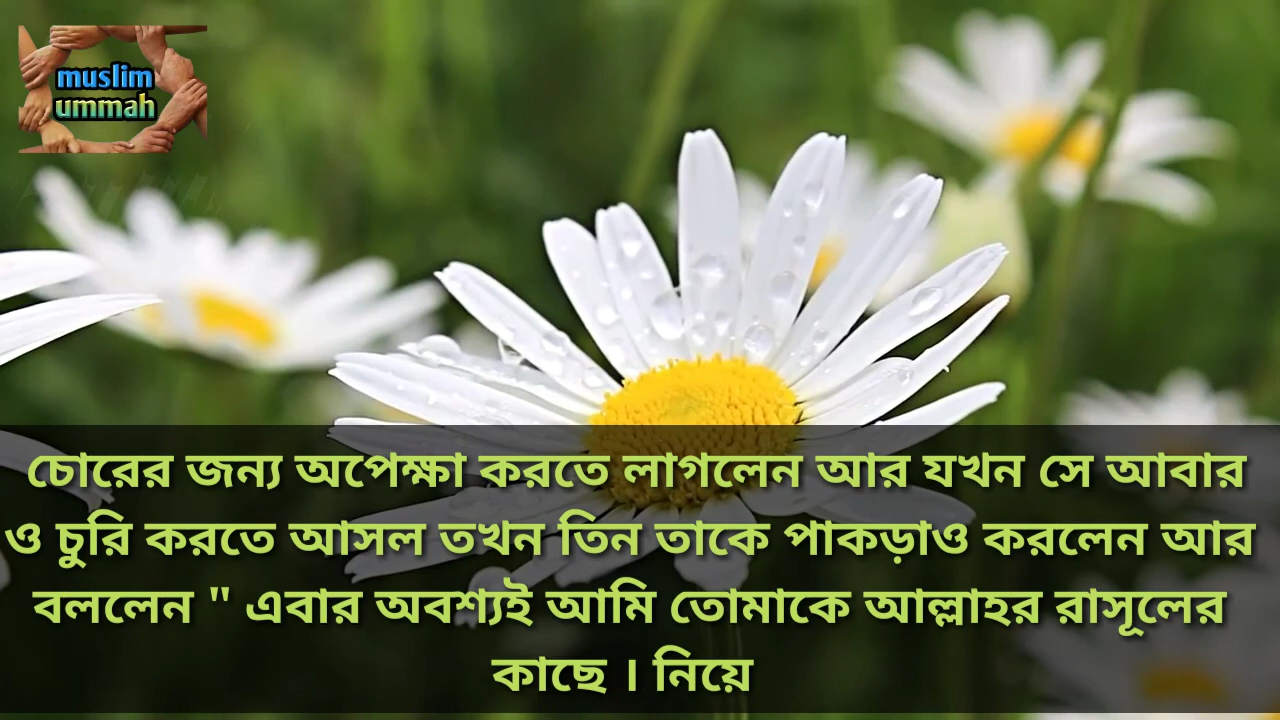 muslim
ummah
চোরের জন্য অপেক্ষা করতে লাগলেন আর যখন সে আবার
ও চুরি করতে আসল তখন তিন তাকে পাকড়াও করলেন আর
বললেন " এবার অবশ্যই আমি তোমাকে আল্লাহর রাসূলের
কাছে । নিয়ে